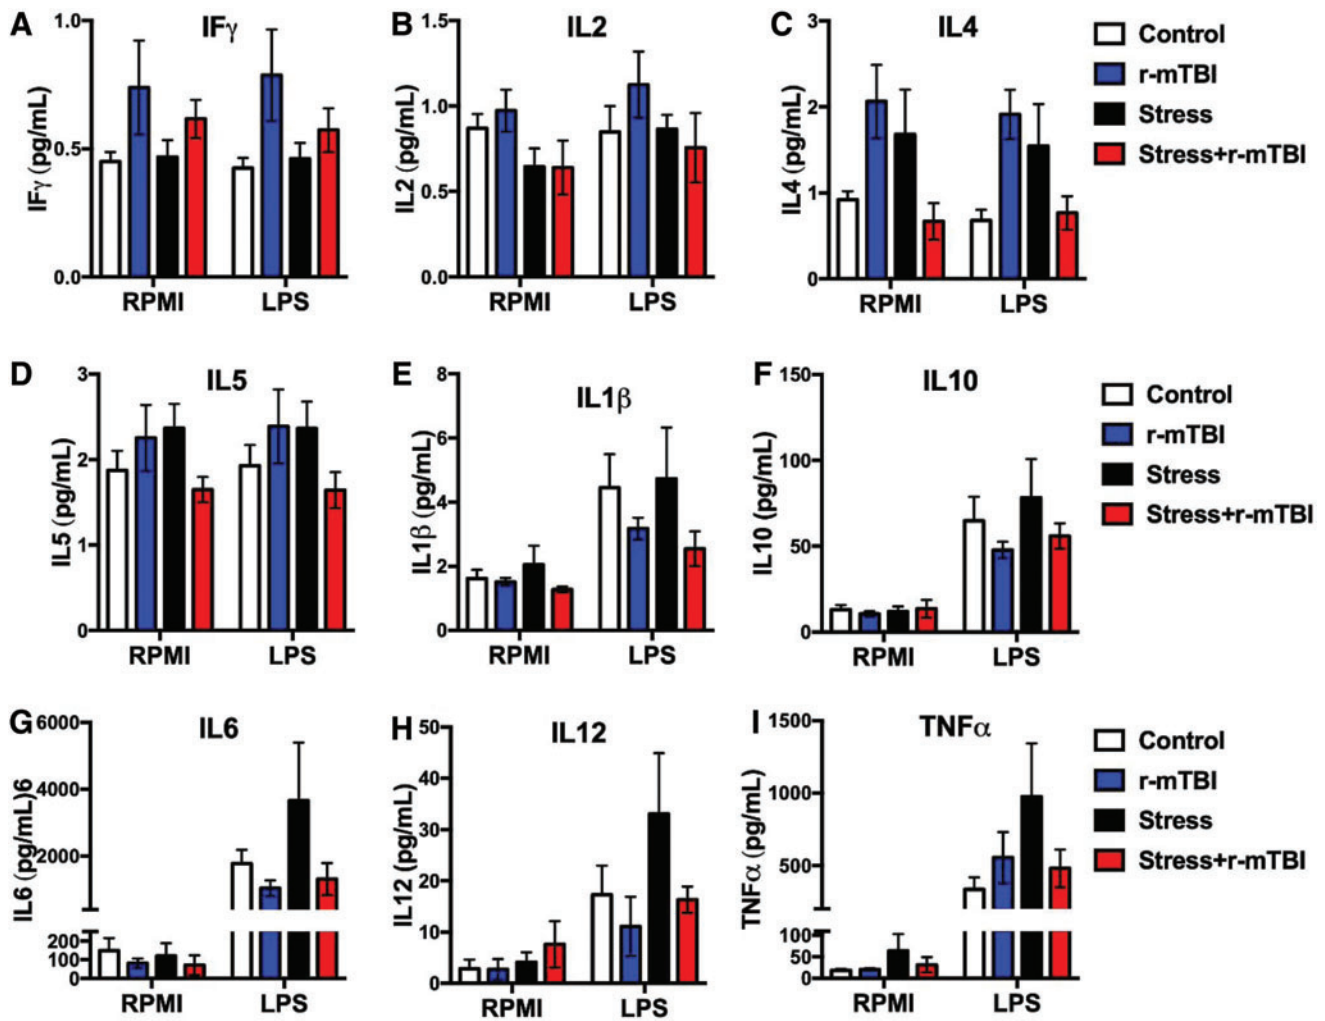 A IFγ
IFγ (pg/mL)
1.0
0.5
0.0
RPMI LPS
B IL2
IL2 (pg/mL)
1.5
1.0
0.5
0.0
RPMI LPS
C IL4
IL4 (pg/mL)
3
2
1
0
RPMI LPS
Control
r-mTBI
Stress
Stress+r-mTBI
D IL5
IL5 (pg/mL)
3
2
1
0
RPMI LPS
E IL1β
IL1β (pg/mL)
8
6
4
2
0
RPMI LPS
F IL10
IL10 (pg/mL)
150
100
50
0
RPMI LPS
Control
r-mTBI
Stress
Stress+r-mTBI
G IL6
IL6 (pg/mL)6
6000
4000
2000
200
100
0
RPMI LPS
H IL12
IL12 (pg/mL)
50
40
30
20
10
0
RPMI LPS
I TNFα
TNFα (pg/mL)
1500
1000
500
100
50
0
RPMI LPS
Control
r-mTBI
Stress
Stress+r-mTBI